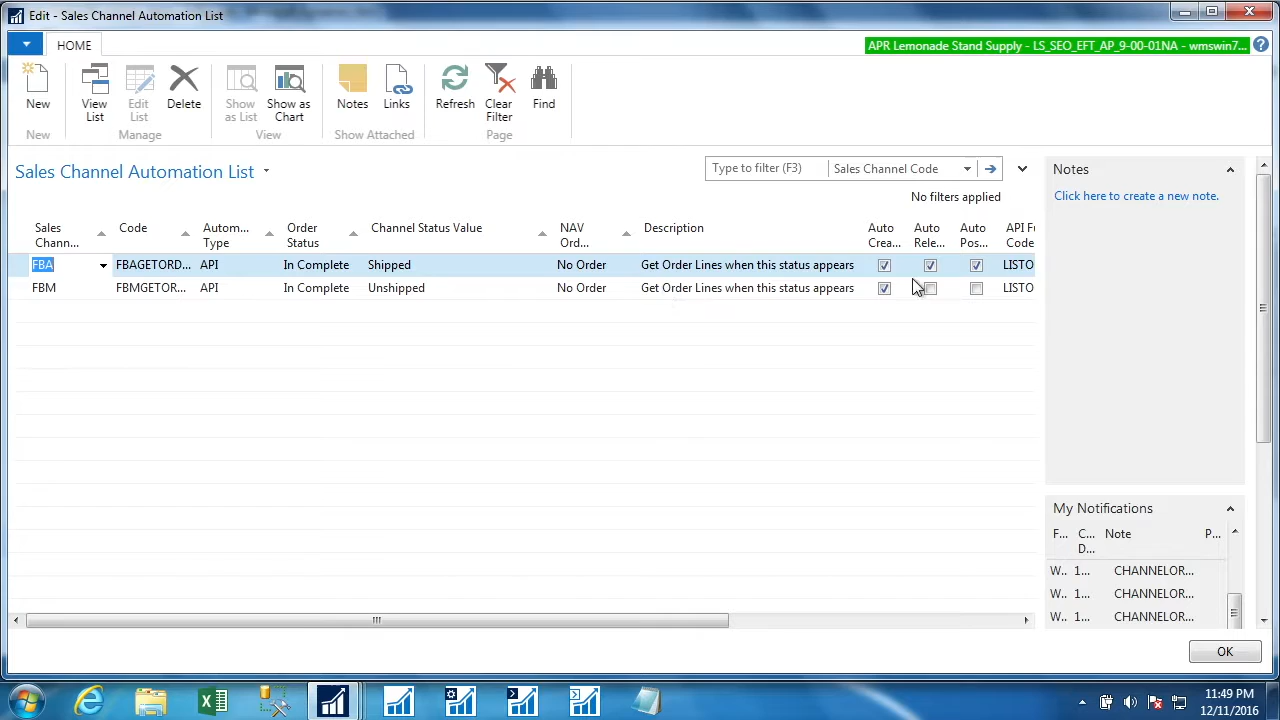 Edit - Sales Channel Automation List
HOME
APR Lemonade Stand Supply - LS_SEO_EFT_AP_9-00-01NA - wmswin7...
New
View List
Edit List
Delete
Show as List
Show as Chart
Notes
Links
Refresh
Clear Filter
Find
New
Manage
View
Show Attached
Page
Sales Channel Automation List
Type to filter (F3)
Sales Channel Code
No filters applied
Sales Chann... Code Autom... Type Order Status Channel Status Value NAV Ord... Description Auto Crea... Auto Rele... Auto Pos... API F Code
FBA FBAGETORD... API In Complete Shipped No Order Get Order Lines when this status appears LISTO
FBM FBMGETOR... API In Complete Unshipped No Order Get Order Lines when this status appears LISTO
Notes
Click here to create a new note.
My Notifications
F... C... D... Note P...
W.. 1... CHANNELOR...
W.. 1... CHANNELOR...
W.. 1... CHANNELOR...
OK
11:49 PM
12/11/2016